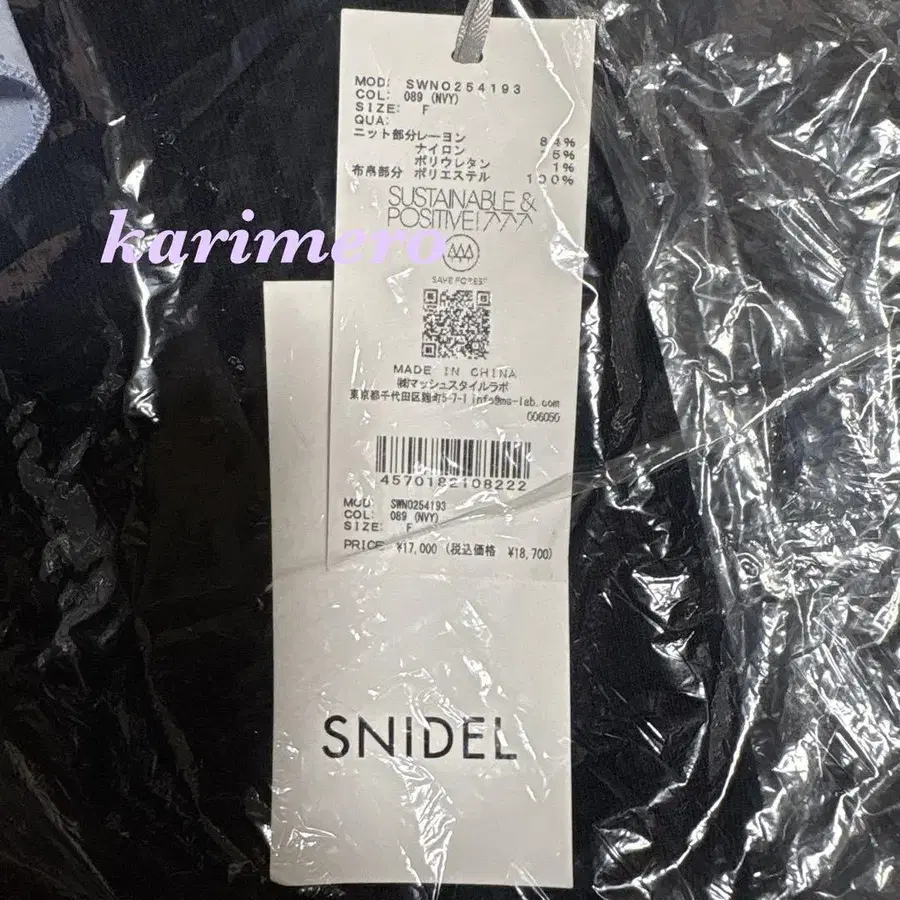 MOD: SWNO254193
COL: 089 (NVY)
SIZE: F
QUA:
ニット部分レーヨン 84%
ナイロン 15%
ポリウレタン 1%
布帛部分 ポリエステル 100%
SUSTAINABLE &
POSITIVE! 777
karimero
SAVE FOREST
MADE IN CHINA
㈱マッシュスタイルラボ
東京都千代田区麹町5-7-1 info@ms-lab.com
006050
4570182108222
MOD: SWNO254193
COL: 089 (NVY)
SIZE: F
PRICE ¥17,000 (税込価格 ¥18,700)
SNIDEL